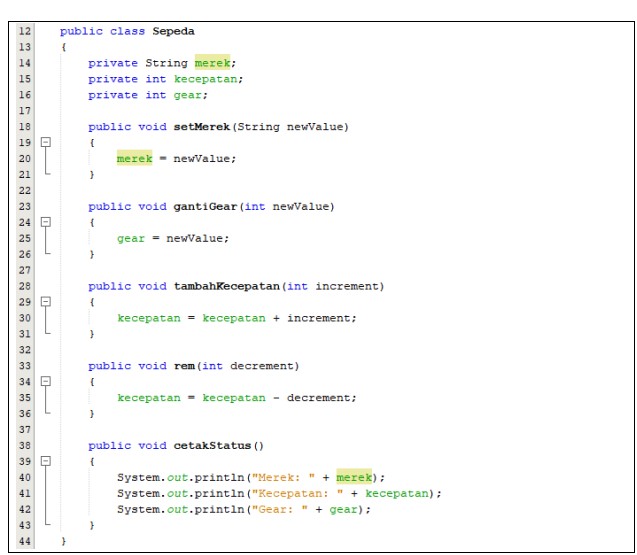 12 public class Sepeda
13 {
14     private String merek;
15     private int kecepatan;
16     private int gear;
17
18     public void setMerek(String newValue)
19     {
20         merek = newValue;
21     }
22
23     public void gantiGear(int newValue)
24     {
25         gear = newValue;
26     }
27
28     public void tambahKecepatan(int increment)
29     {
30         kecepatan = kecepatan + increment;
31     }
32
33     public void rem(int decrement)
34     {
35         kecepatan = kecepatan - decrement;
36     }
37
38     public void cetakStatus()
39     {
40         System.out.println("Merek: " + merek);
41         System.out.println("Kecepatan: " + kecepatan);
42         System.out.println("Gear: " + gear);
43     }
44 }